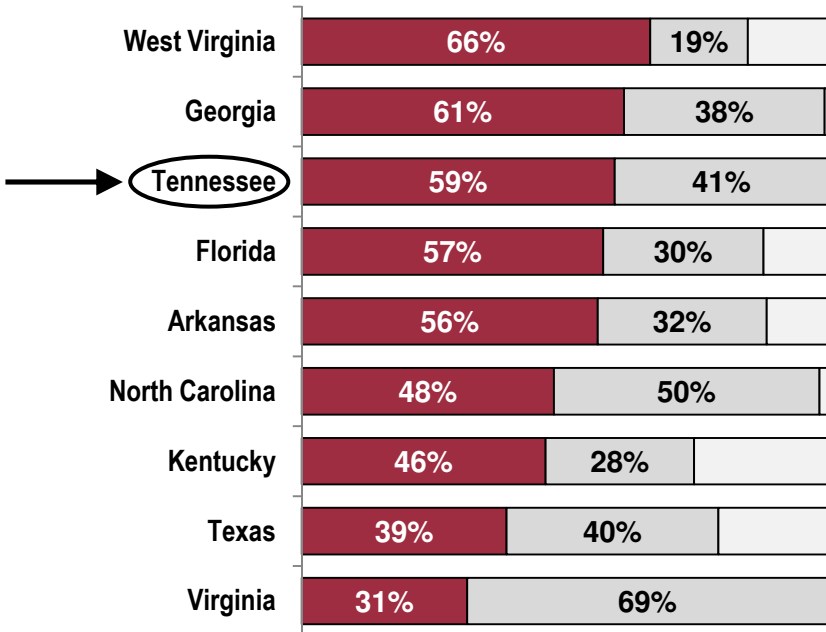 West Virginia 66% 19%
Georgia 61% 38%
Tennessee 59% 41%
Florida 57% 30%
Arkansas 56% 32%
North Carolina 48% 50%
Kentucky 46% 28%
Texas 39% 40%
Virginia 31% 69%